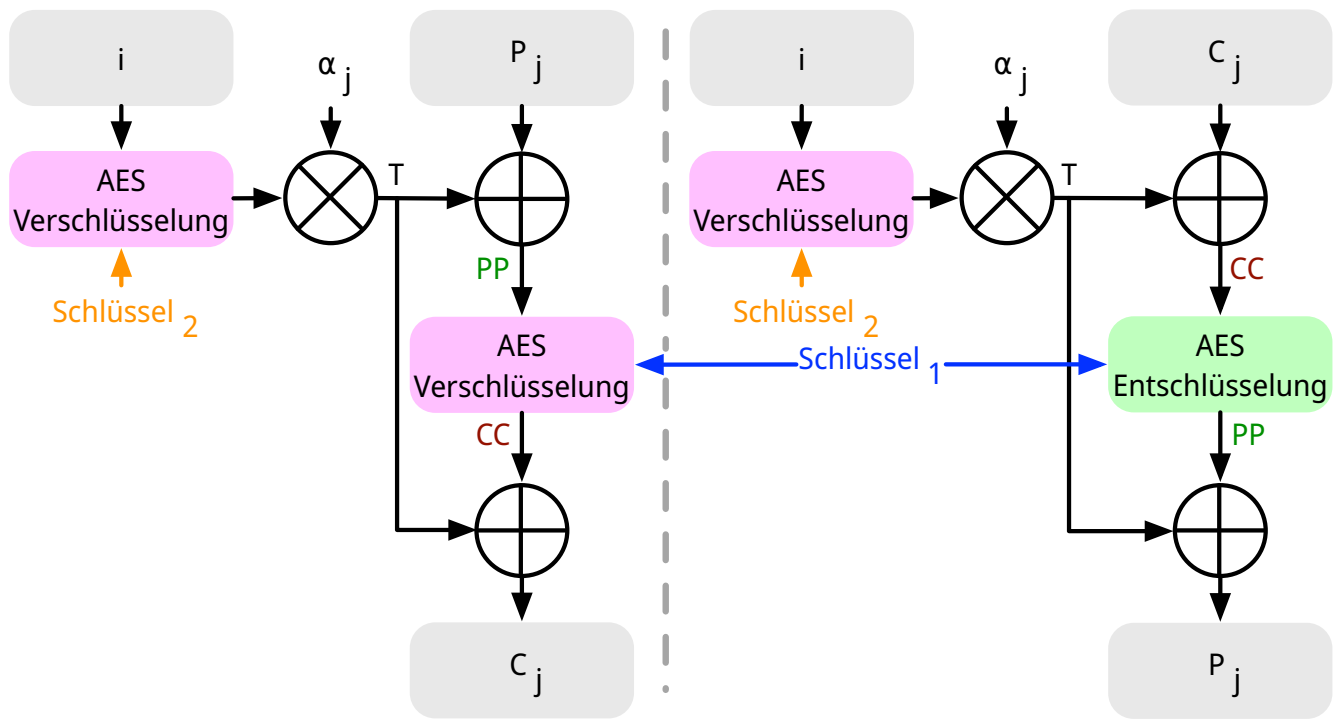 i
α j
P j
i
α j
C j
AES
Verschlüsselung
T
AES
Verschlüsselung
T
PP
CC
Schlüssel 2
Schlüssel 2
AES
Verschlüsselung
Schlüssel 1
AES
Entschlüsselung
CC
PP
C j
P j